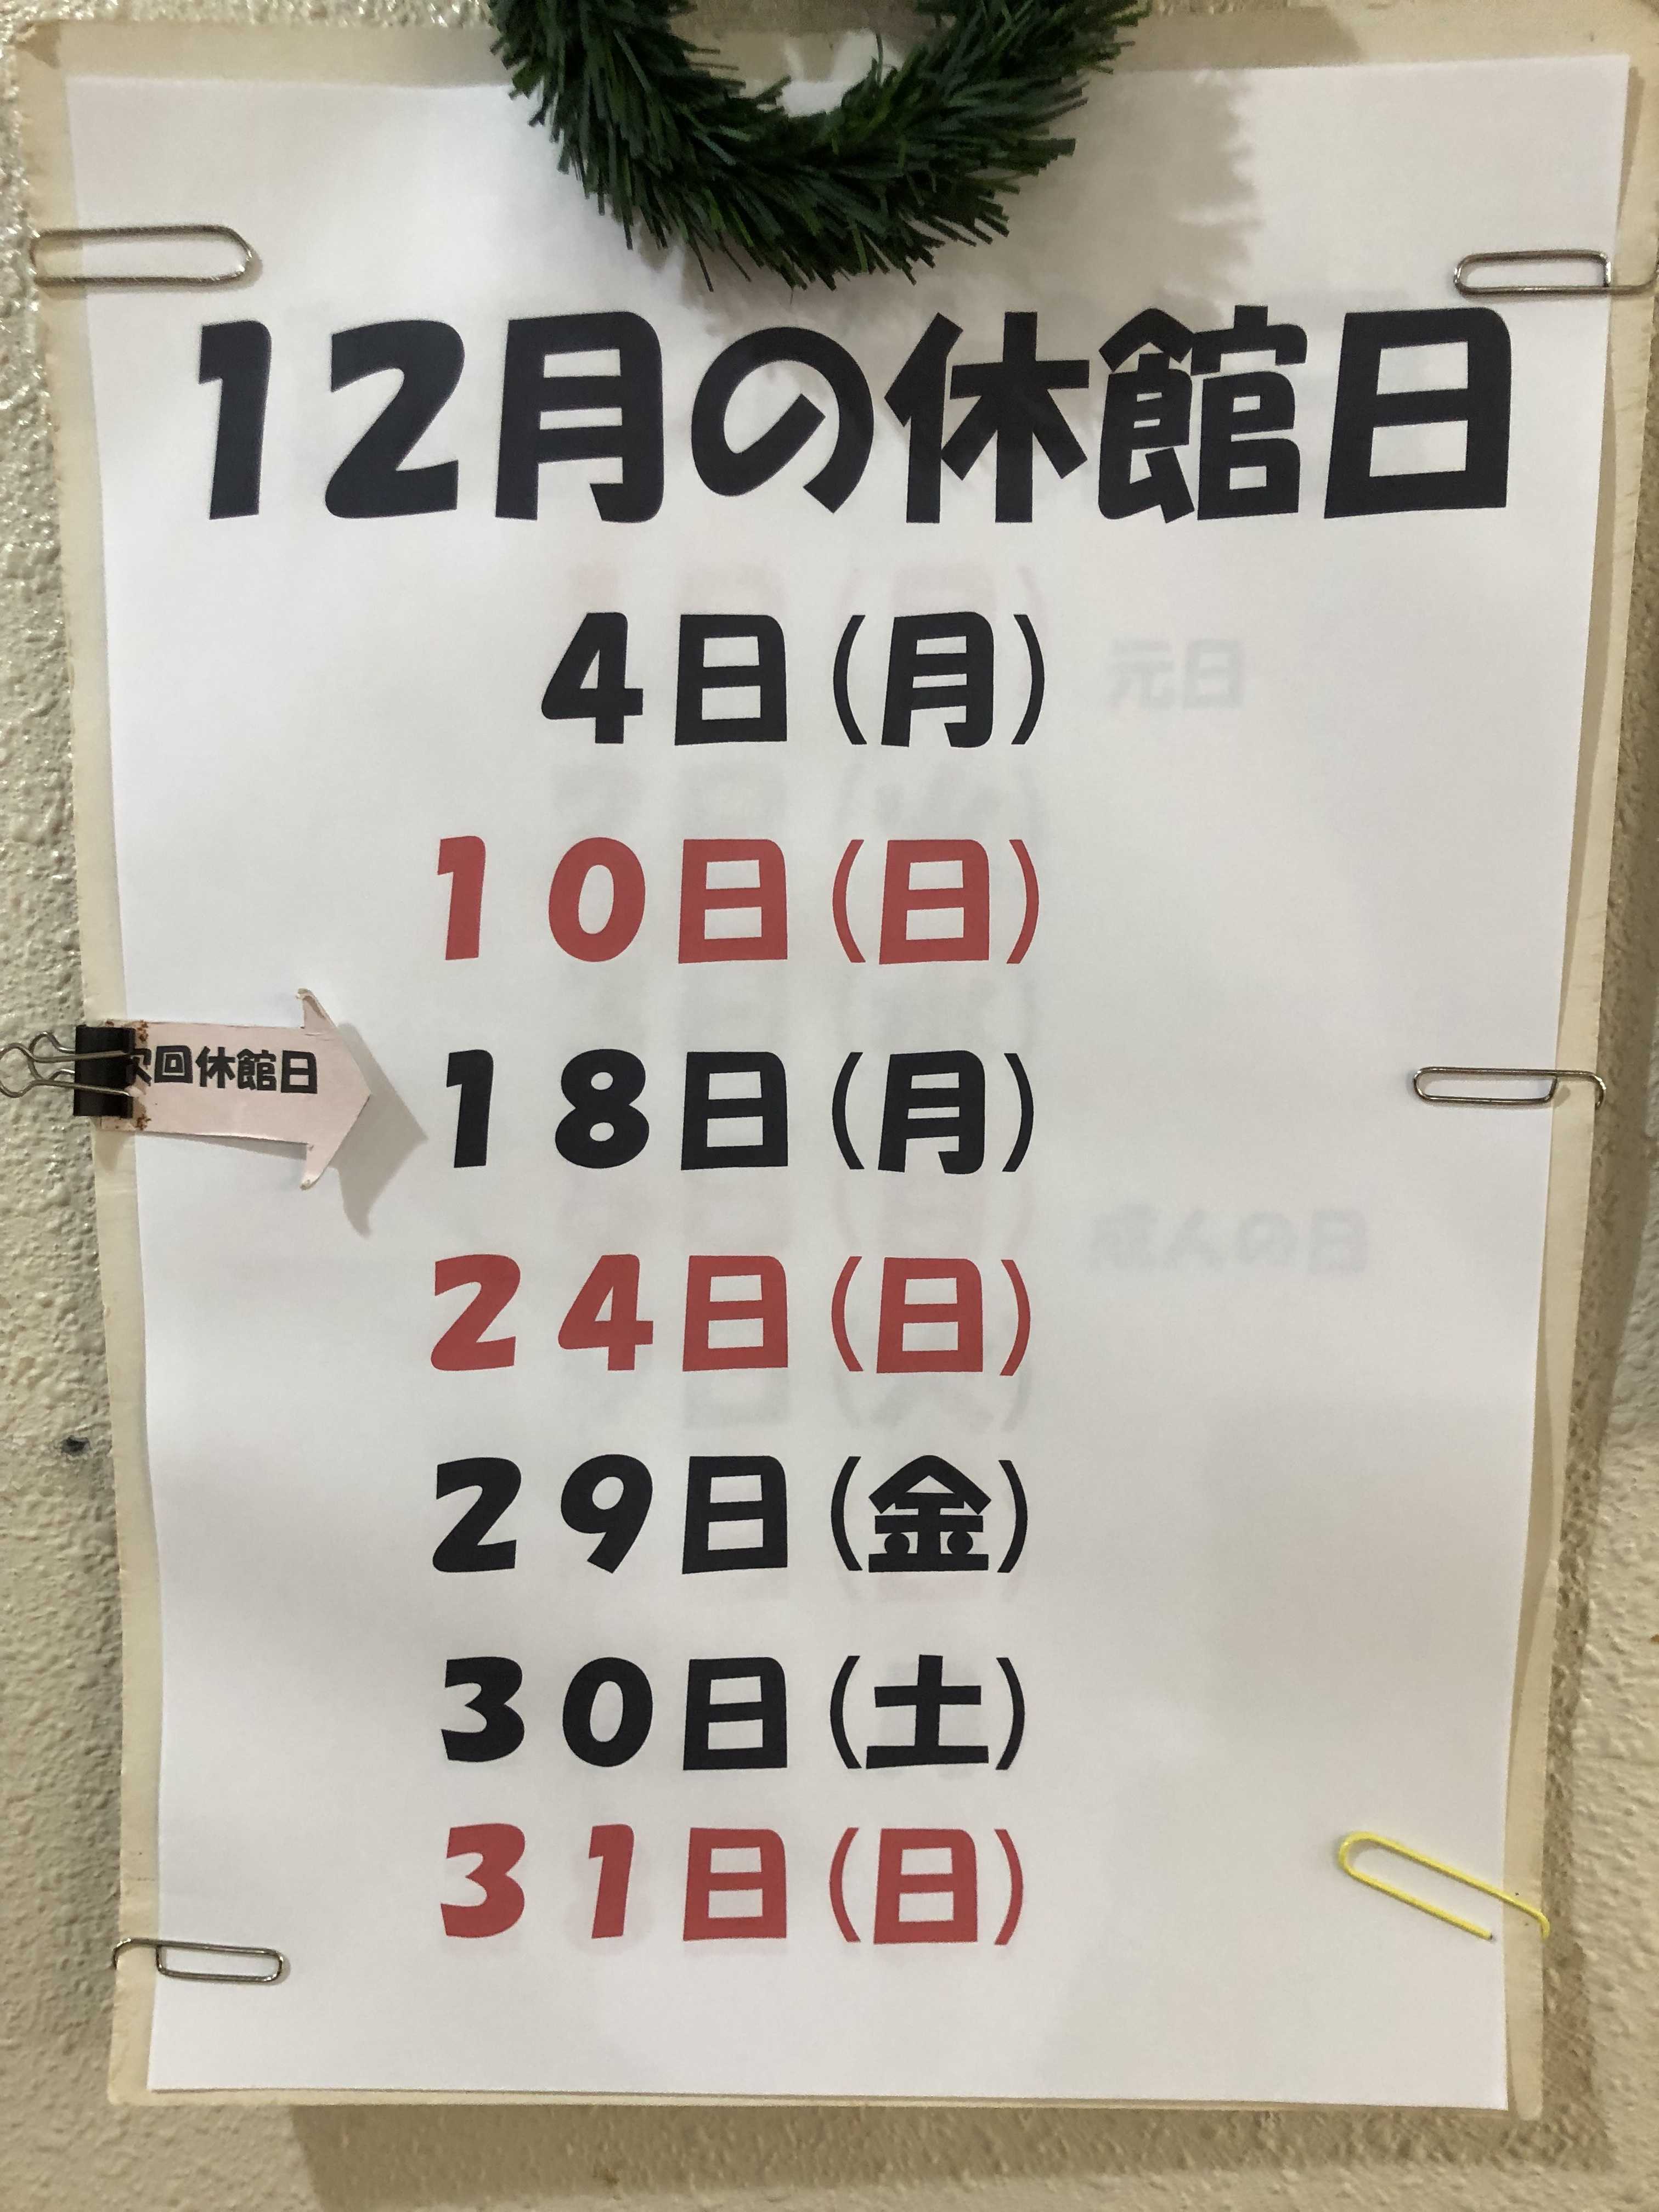 12月の休館日
4日(月)
10日(日)
次回休館日
18日(月)
24日(日)
29日(金)
30日(土)
31日(日)